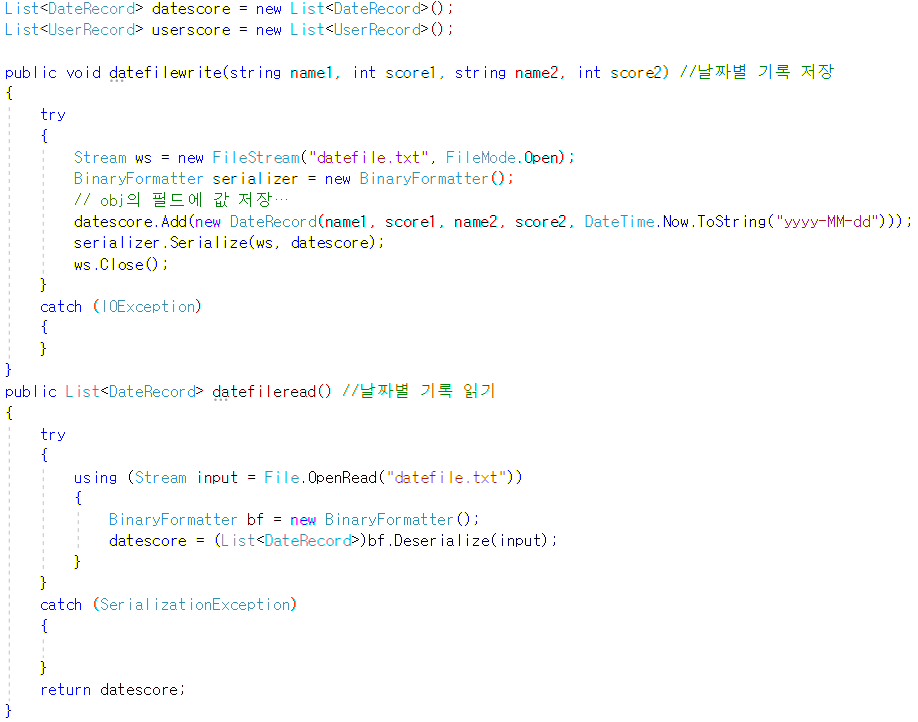 List<DateRecord> datescore = new List<DateRecord>();
List<UserRecord> userscore = new List<UserRecord>();
public void datefilewrite(string name1, int score1, string name2, int score2) //날짜별 기록 저장
{
try
{
Stream ws = new FileStream("datefile.txt", FileMode.Open);
BinaryFormatter serializer = new BinaryFormatter();
// obj의 필드에 값 저장…
datescore.Add(new DateRecord(name1, score1, name2, score2, DateTime.Now.ToString("yyyy-MM-dd")));
serializer.Serialize(ws, datescore);
ws.Close();
}
catch (IOException)
{
}
}
public List<DateRecord> datefileread() //날짜별 기록 읽기
{
try
{
using (Stream input = File.OpenRead("datefile.txt"))
{
BinaryFormatter bf = new BinaryFormatter();
datescore = (List<DateRecord>)bf.Deserialize(input);
}
}
catch (SerializationException)
{
}
return datescore;
}